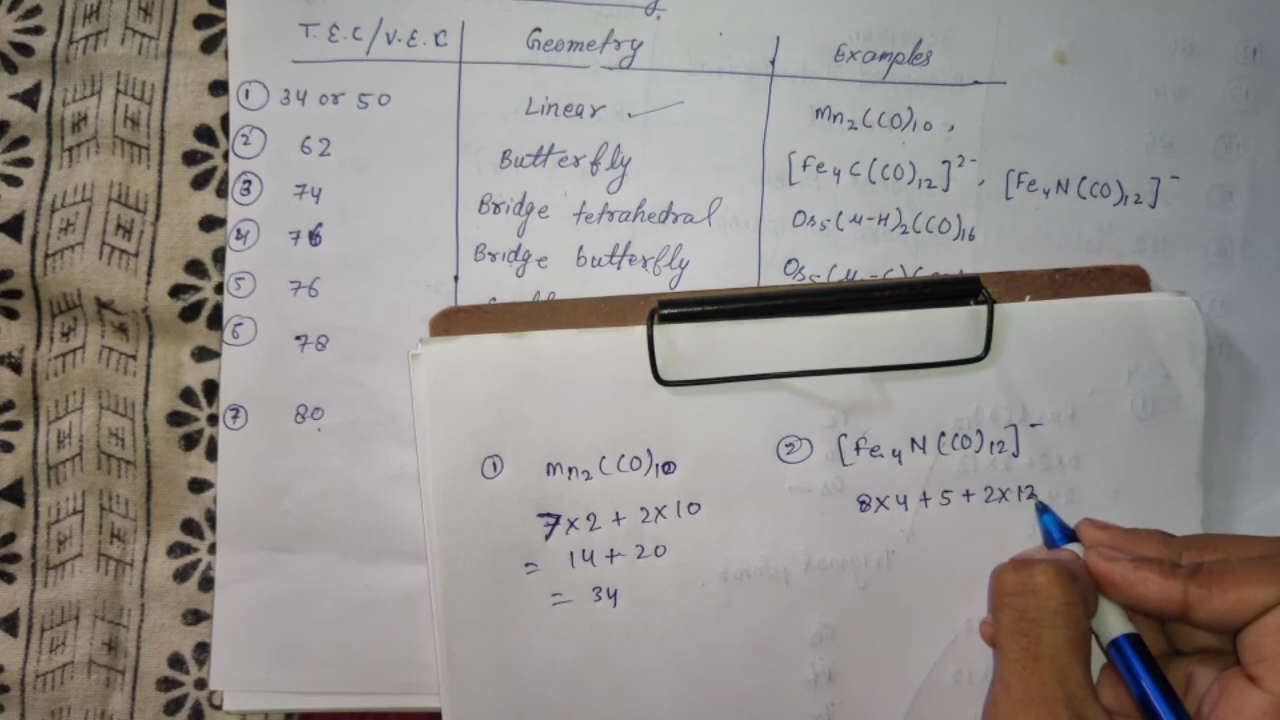 T.E.C/V.E.C Geometry Examples
① 34 or 50 Linear ✓ Mn₂(CO)10,
② 62 Butterfly [Fe₄C(CO)₁₂]²⁻, [Fe₄N(CO)₁₂]⁻
③ 74 Bridge tetrahedral Os₅(μ-H)₂(CO)₁₆
④ 76 Bridge butterfly
⑤ 76
⑥ 78
⑦ 80.
① Mn₂(CO)10
7×2 + 2×10
= 14 + 20
= 34
② [Fe₄N(CO)12]⁻
8×4 + 5 + 2×12